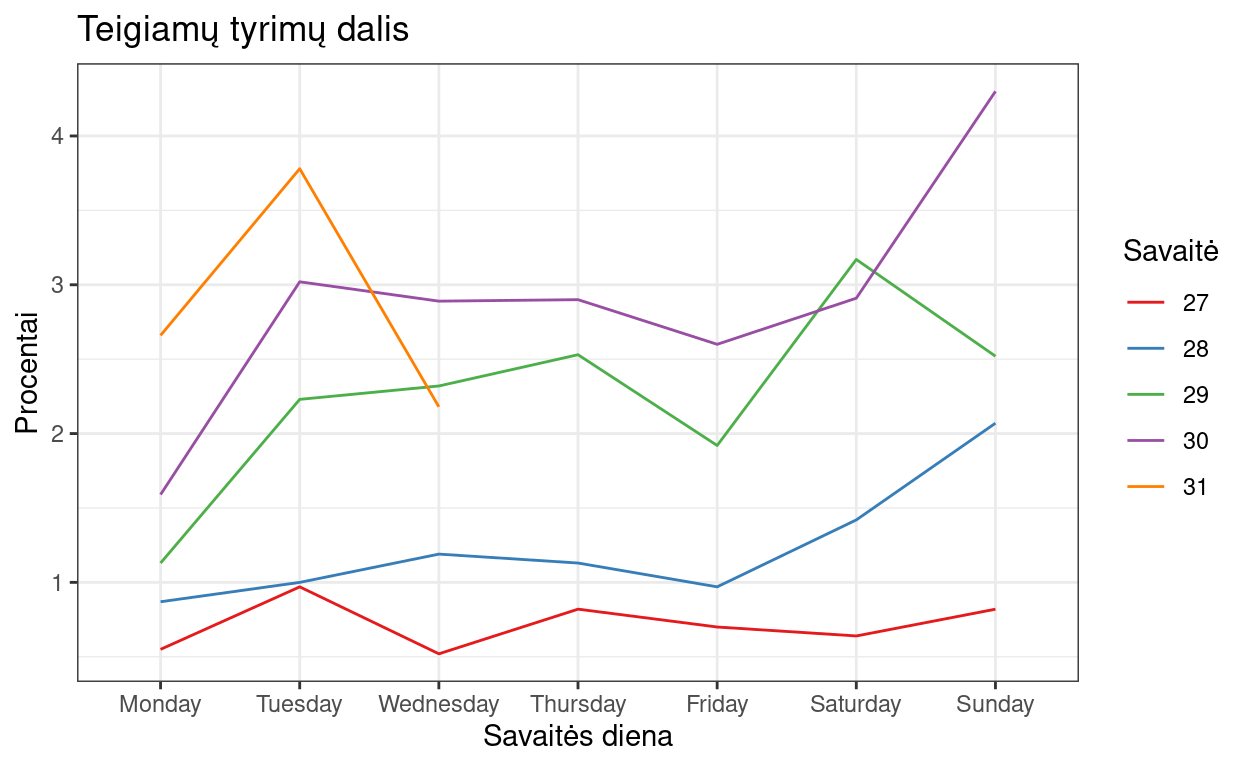 Teigiamų tyrimų dalis
Procentai
4
3
2
1
Monday Tuesday Wednesday Thursday Friday Saturday Sunday
Savaitės diena
Savaitė
27
28
29
30
31